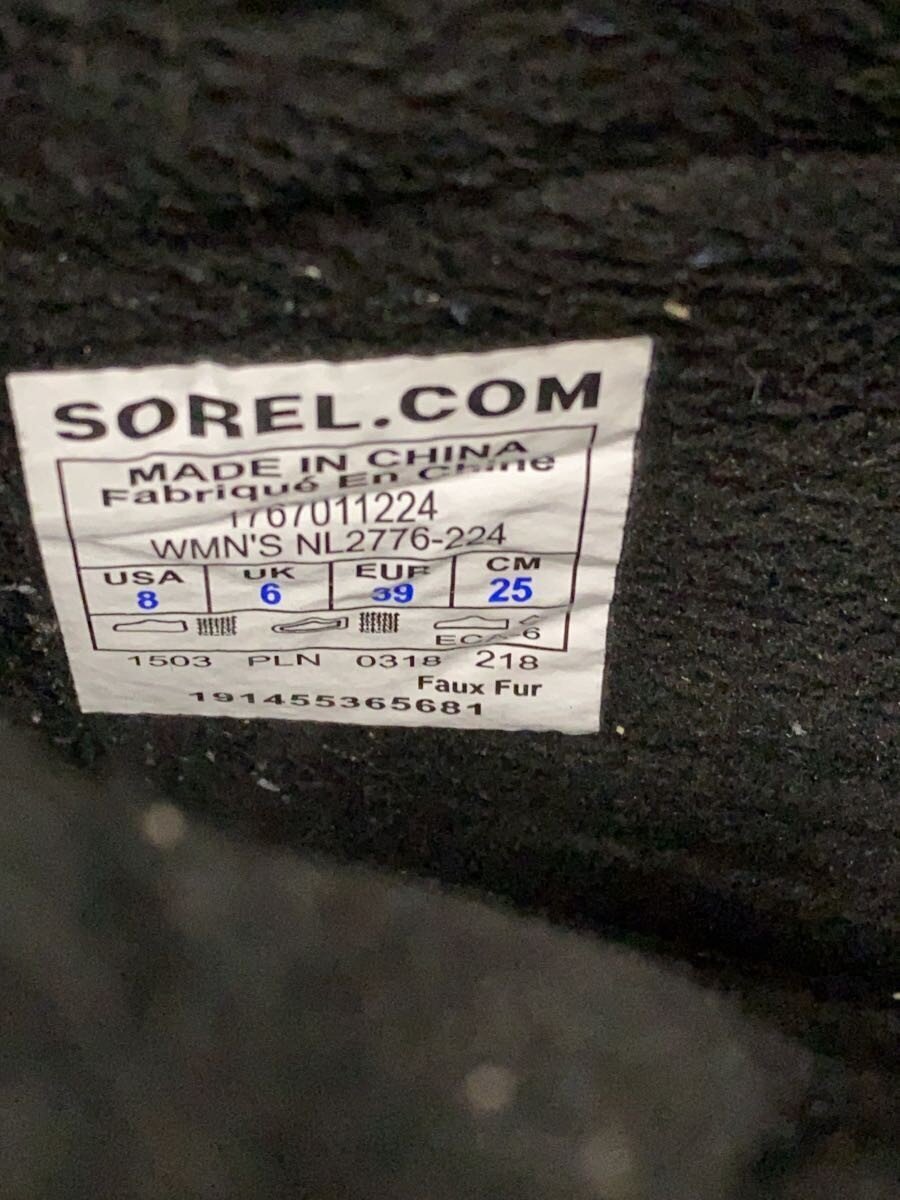 SOREL.COM
MADE IN CHINA
Fabriqué En Chine
1767011224
WMN'S NL2776-224
USA UK EUR CM
8 6 39 25
1503 PLN 0318 218
Faux Fur
191455365681